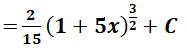 = 2/15 (1 + 5x)^(3/2) + C